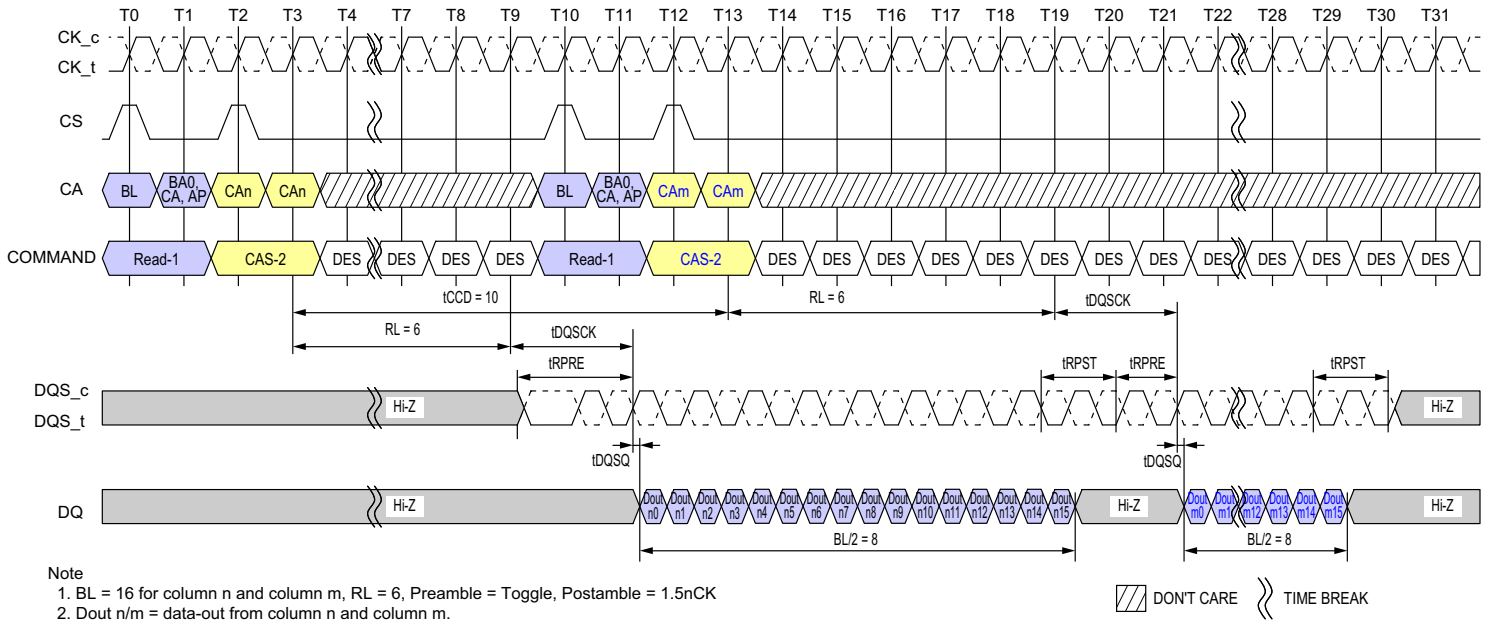 T0 T1 T2 T3 T4 T7 T8 T9 T10 T11 T12 T13 T14 T15 T16 T17 T18 T19 T20 T21 T22 T28 T29 T30 T31
CK_c
CK_t
CS
CA
BL
BA0, CA, AP
CAn
CAn
BL
BA0, CA, AP
CAm
CAm
COMMAND
Read-1
CAS-2
DES
DES
DES
DES
Read-1
CAS-2
DES
DES
DES
DES
DES
DES
DES
DES
DES
DES
DES
DES
DES
tCCD = 10
RL = 6
tDQSCK
RL = 6
tDQSCK
tRPRE
tRPST
tRPRE
tRPST
DQS_c
DQS_t
Hi-Z
Hi-Z
tDQSQ
tDQSQ
DQ
Hi-Z
Dout n0
Dout n1
Dout n2
Dout n3
Dout n4
Dout n5
Dout n6
Dout n7
Dout n8
Dout n9
Dout n10
Dout n11
Dout n12
Dout n13
Dout n14
Dout n15
Hi-Z
Dout m0
Dout m1
Dout m12
Dout m13
Dout m14
Dout m15
Hi-Z
BL/2 = 8
BL/2 = 8
Note
1. BL = 16 for column n and column m, RL = 6, Preamble = Toggle, Postamble = 1.5nCK
2. Dout n/m = data-out from column n and column m.
DON'T CARE
TIME BREAK